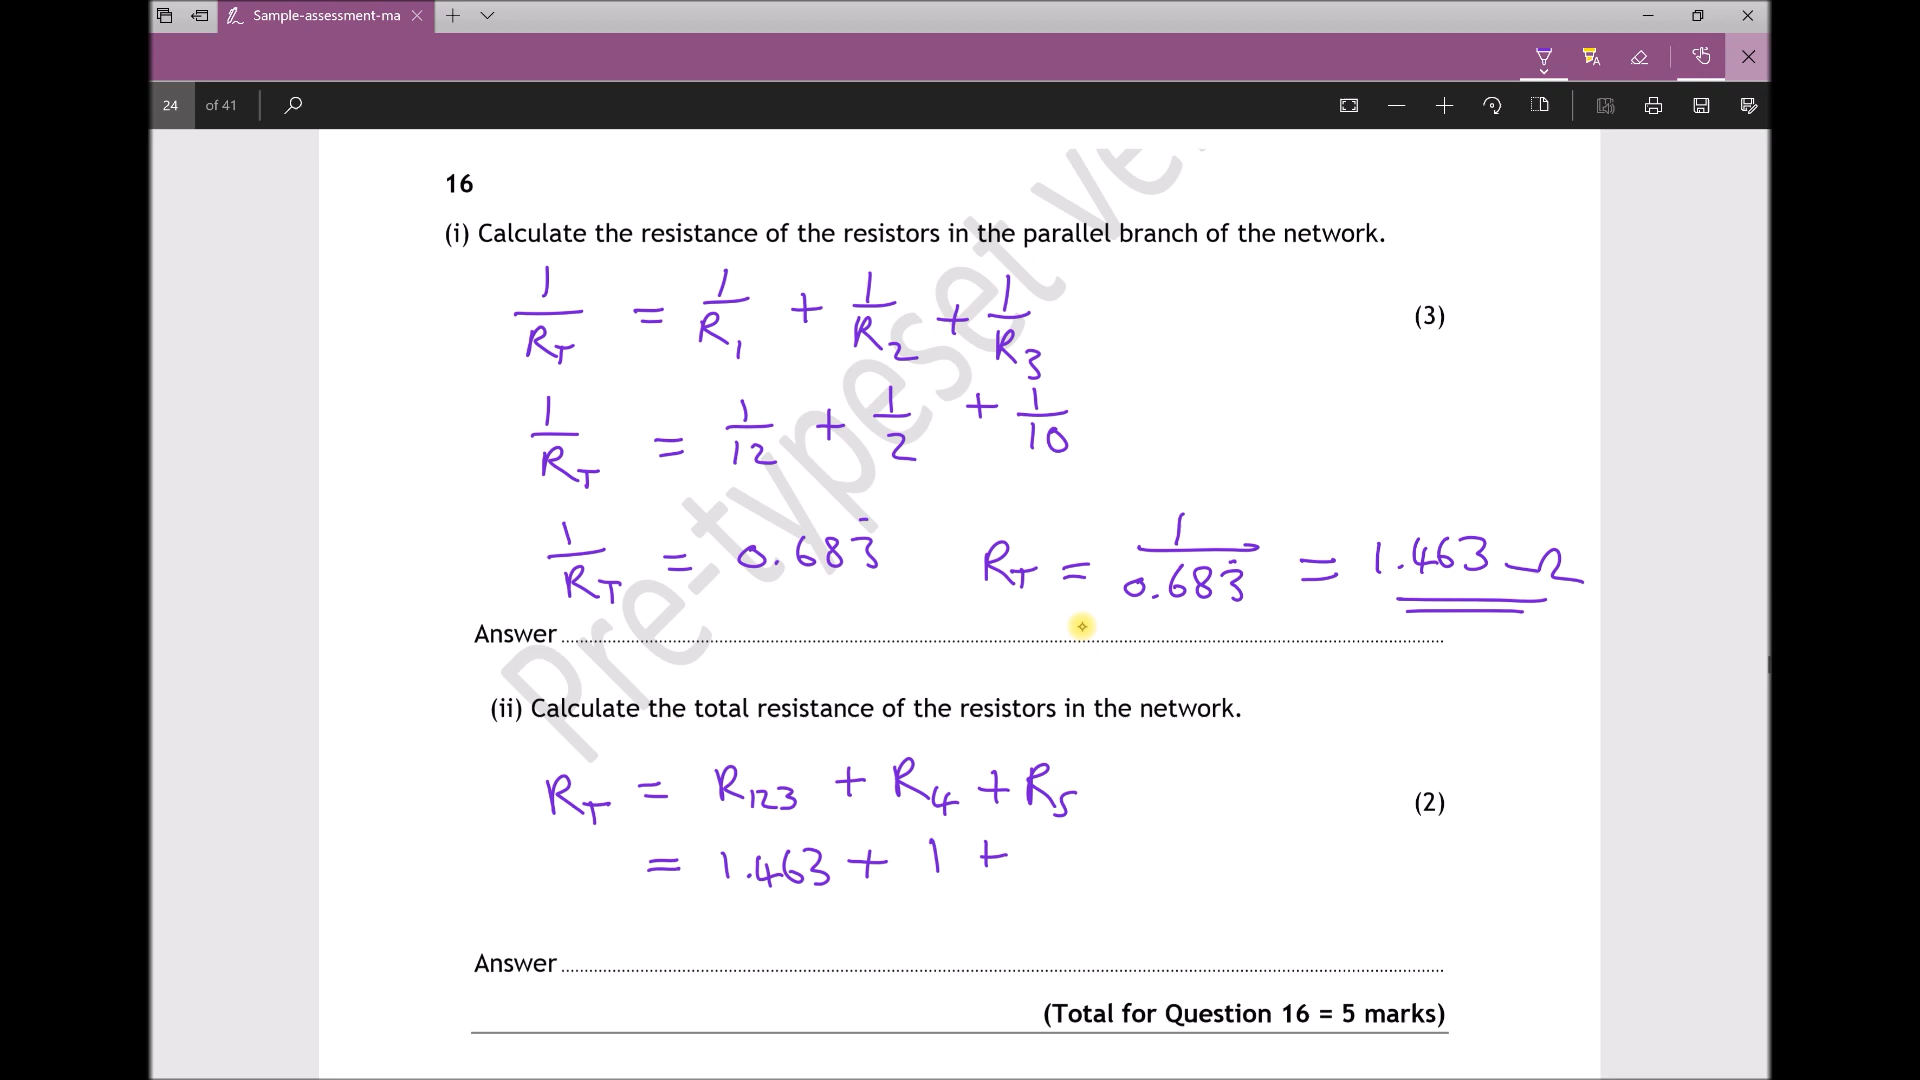 Sample-assessment-ma
24 of 41
16
(i) Calculate the resistance of the resistors in the parallel branch of the network.
1/R_T = 1/R_1 + 1/R_2 + 1/R_3
(3)
1/R_T = 1/12 + 1/2 + 1/10
1/R_T = 0.683̇ R_T = 1/0.683̇ = 1.463 Ω
Answer
(ii) Calculate the total resistance of the resistors in the network.
R_T = R_123 + R_4 + R_5
(2)
= 1.463 + 1 +
Answer
(Total for Question 16 = 5 marks)
Pre-typeset ve